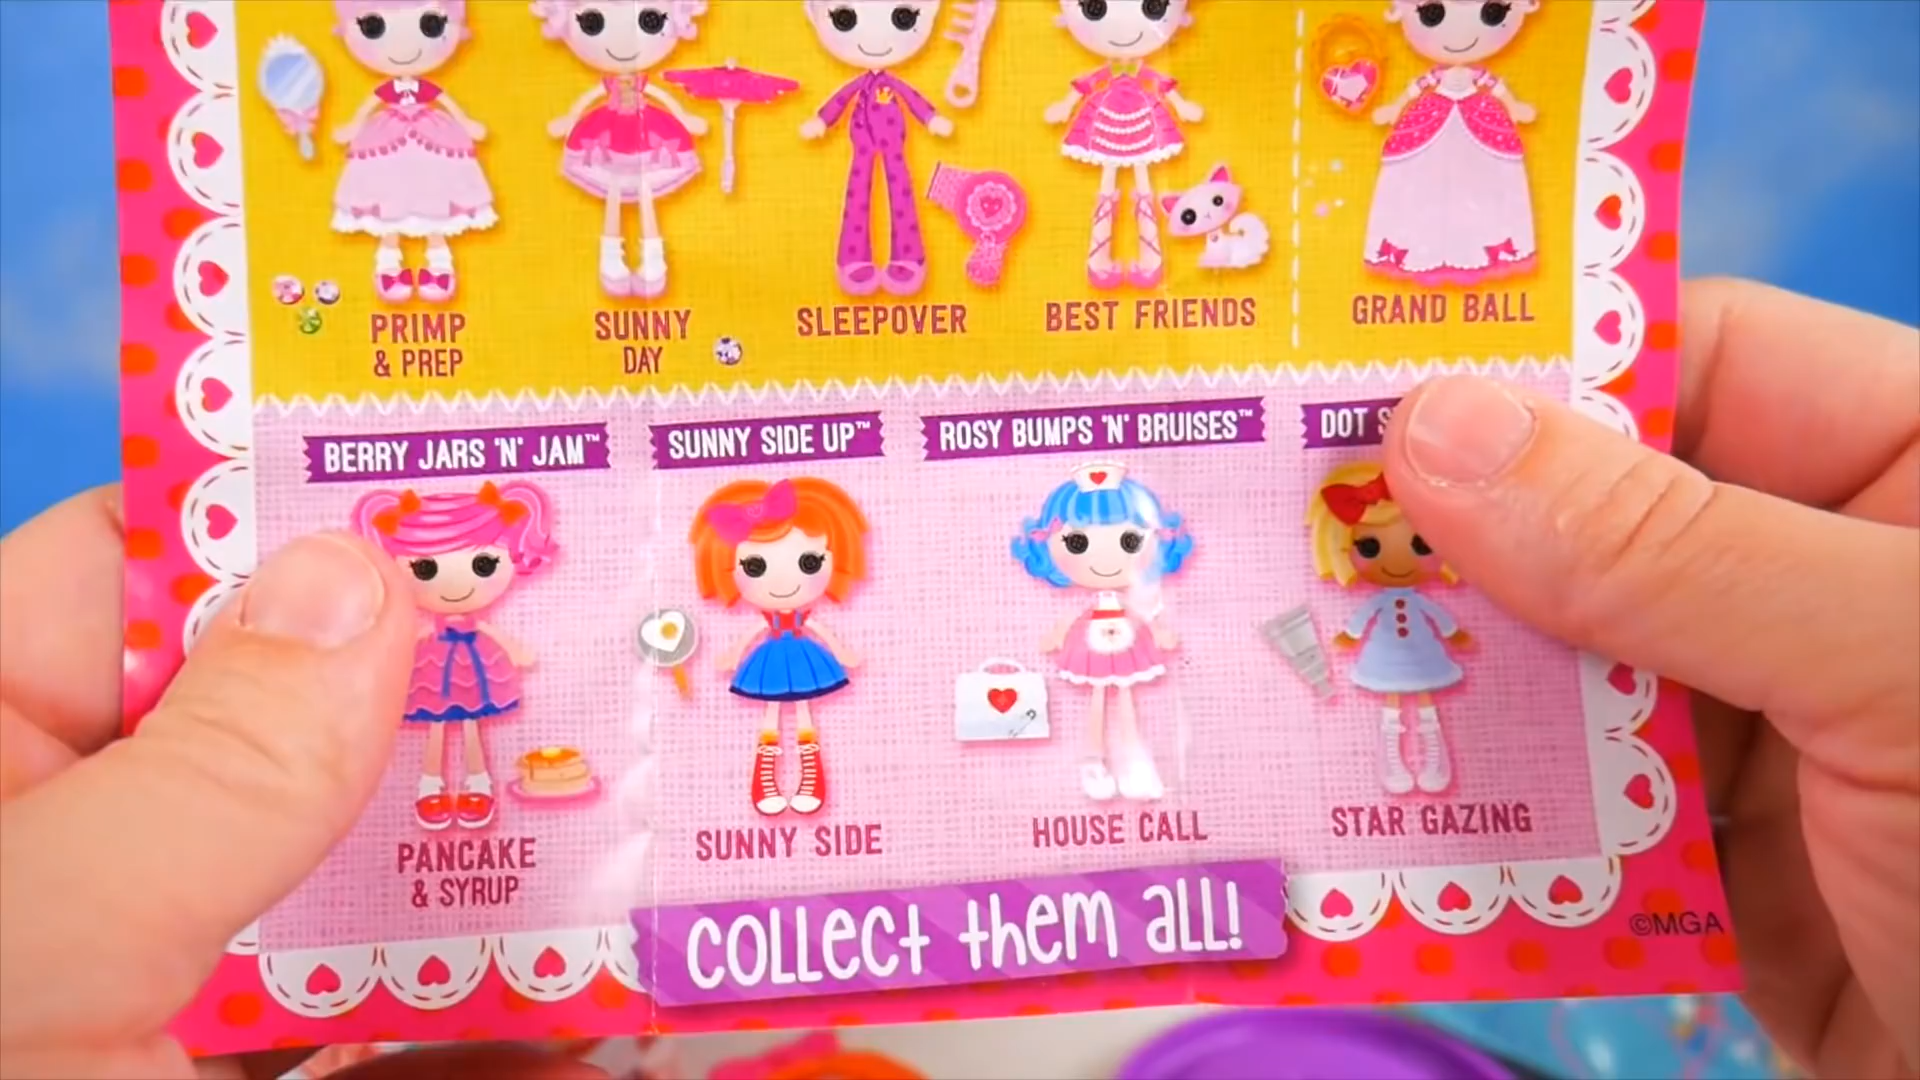 PRIMP
& PREP
SUNNY
DAY
SLEEPOVER
BEST FRIENDS
GRAND BALL
BERRY JARS 'N' JAM™
SUNNY SIDE UP™
ROSY BUMPS 'N' BRUISES™
DOT
PANCAKE
& SYRUP
SUNNY SIDE
HOUSE CALL
STAR GAZING
COLLECT THEM ALL!
©MGA